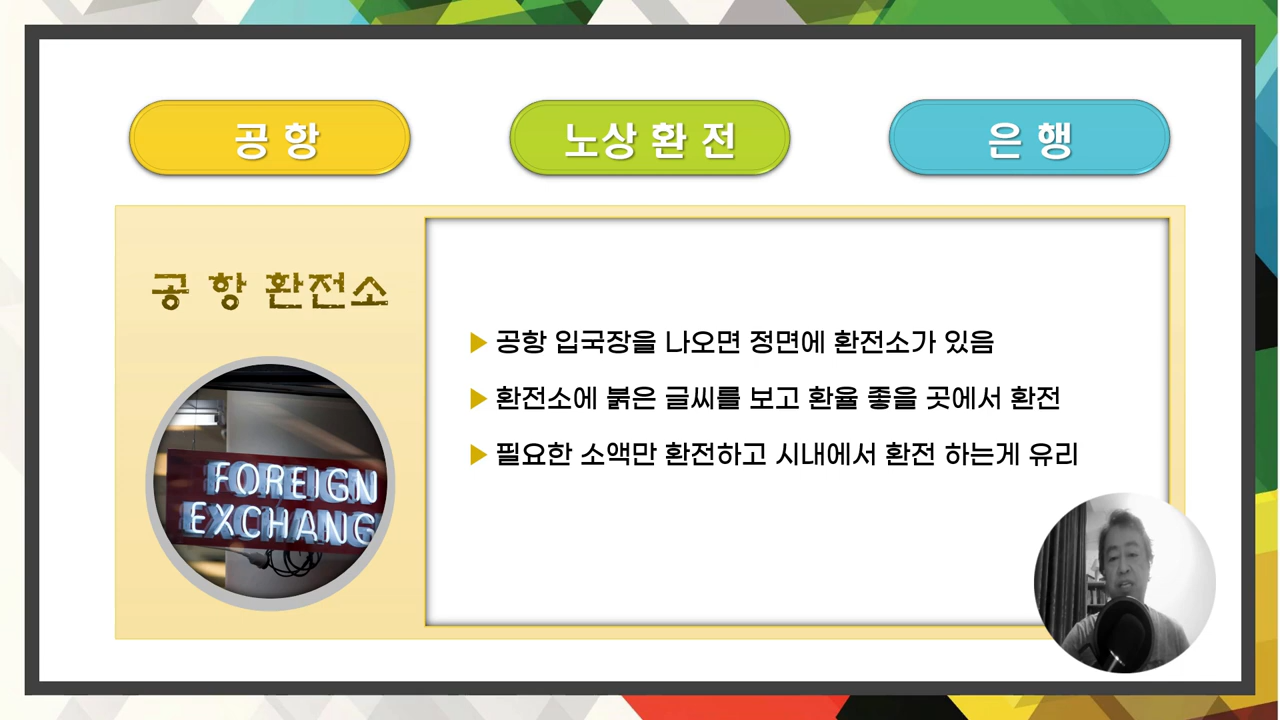 공 항
노상 환 전
은 행
공 항 환전소
FOREIGN
EXCHANG
▶ 공항 입국장을 나오면 정면에 환전소가 있음
▶ 환전소에 붉은 글씨를 보고 환율 좋을 곳에서 환전
▶ 필요한 소액만 환전하고 시내에서 환전 하는게 유리